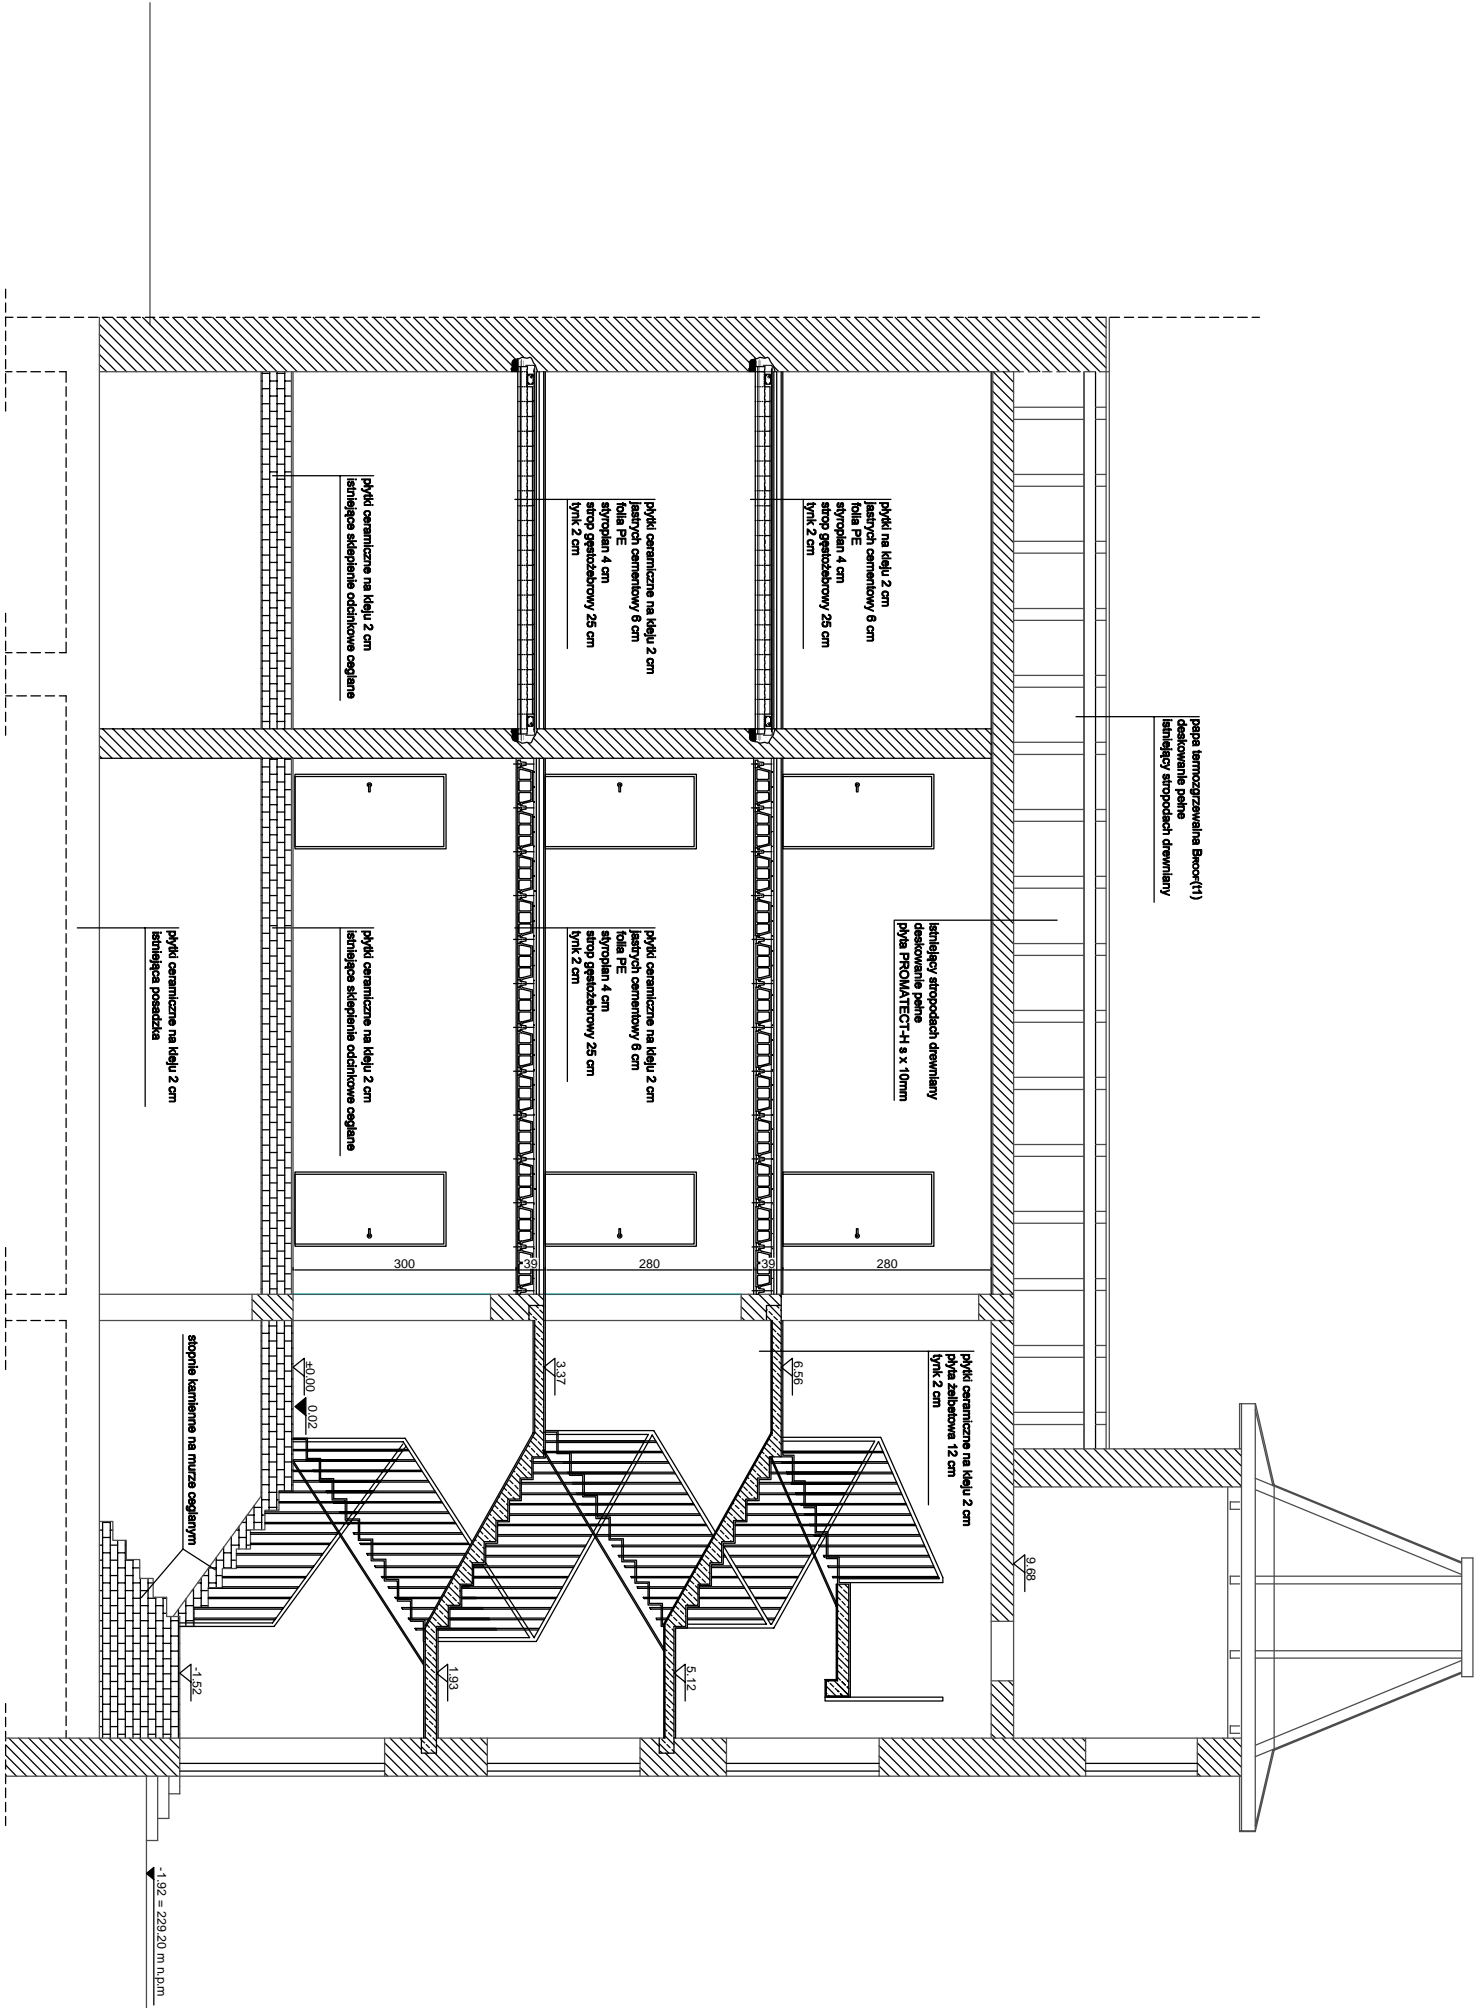 papa termozgrzewalna BROOF(t1)
deskowanie pełne
istniejący stropodach drewniany
istniejący stropodach drewniany
deskowanie pełne
płyta PROMATECT-H s x 10mm
płytki na kleju 2 cm
jastrych cementowy 6 cm
folia PE
styropian 4 cm
strop gęstożebrowy 25 cm
tynk 2 cm
płytki ceramiczne na kleju 2 cm
płyta żelbetowa 12 cm
tynk 2 cm
9.68
280
6.56
39
płytki ceramiczne na kleju 2 cm
jastrych cementowy 6 cm
folia PE
styropian 4 cm
strop gęstożebrowy 25 cm
tynk 2 cm
płytki ceramiczne na kleju 2 cm
jastrych cementowy 6 cm
folia PE
styropian 4 cm
strop gęstożebrowy 25 cm
tynk 2 cm
280
5.12
39
3.37
płytki ceramiczne na kleju 2 cm
istniejące sklepienie odcinkowe ceglane
płytki ceramiczne na kleju 2 cm
istniejące sklepienie odcinkowe ceglane
300
1.93
±0.00
0.02
stopnie kamienne na murze ceglanym
-1.52
płytki ceramiczne na kleju 2 cm
istniejąca posadzka
-1.92 = 229.20 m n.p.m